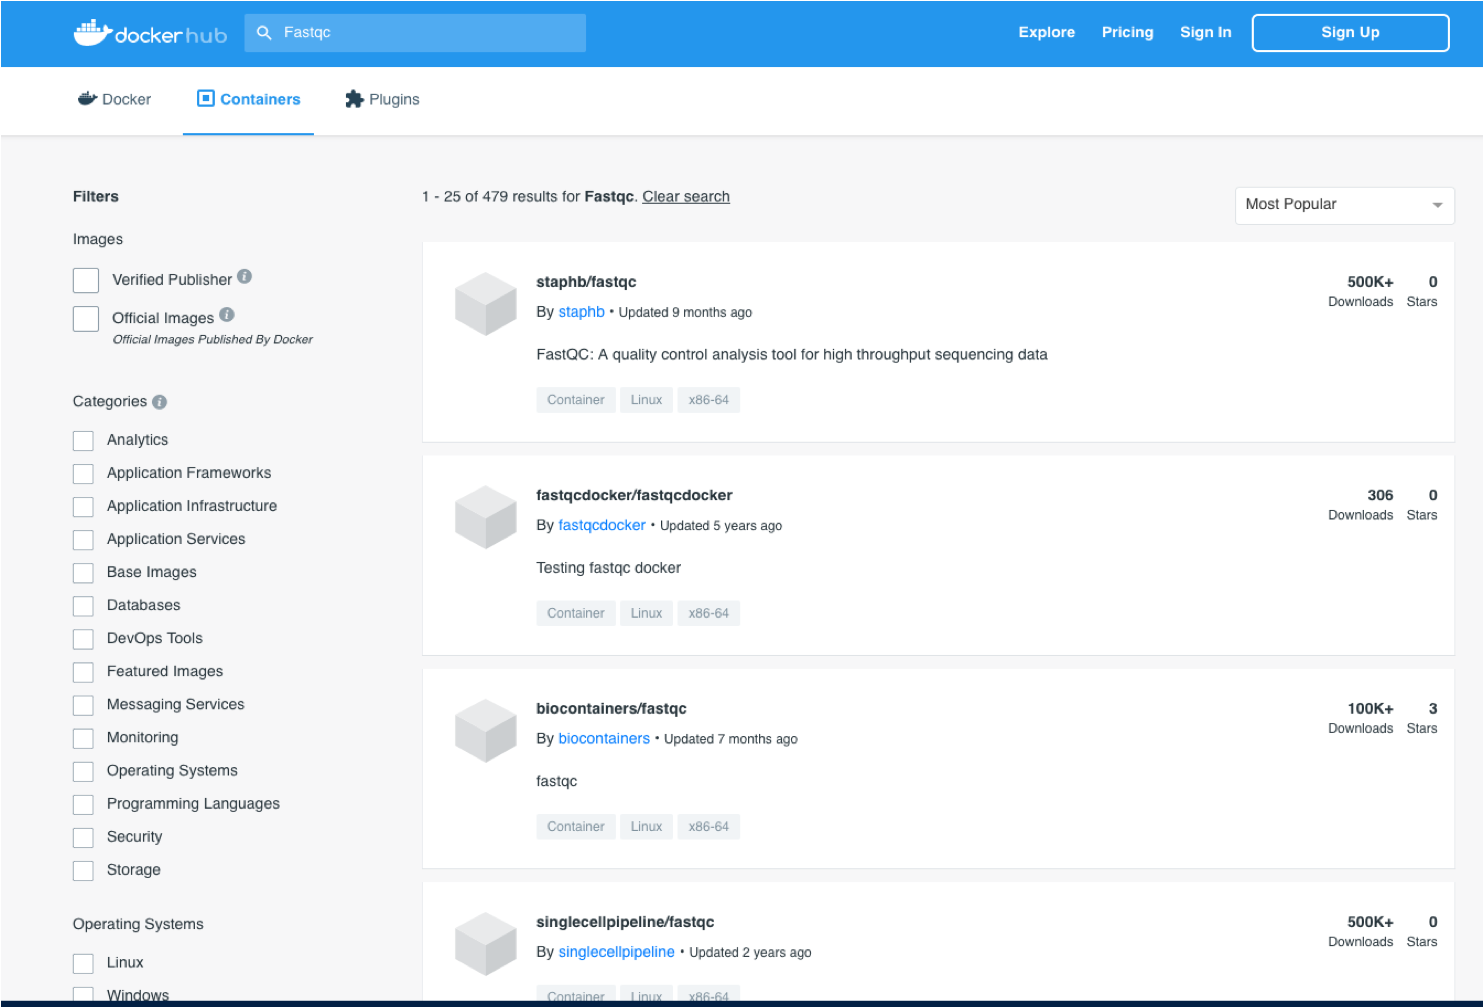 docker hub
Fastqc
Explore Pricing Sign In Sign Up
Docker Containers Plugins
Filters
Images
Verified Publisher
Official Images
Official Images Published By Docker
Categories
Analytics
Application Frameworks
Application Infrastructure
Application Services
Base Images
Databases
DevOps Tools
Featured Images
Messaging Services
Monitoring
Operating Systems
Programming Languages
Security
Storage
Operating Systems
Linux
Windows
1 - 25 of 479 results for Fastqc. Clear search
Most Popular
staphb/fastqc
By staphb • Updated 9 months ago
500K+ 0
Downloads Stars
FastQC: A quality control analysis tool for high throughput sequencing data
Container Linux x86-64
fastqcdocker/fastqcdocker
By fastqcdocker • Updated 5 years ago
306 0
Downloads Stars
Testing fastqc docker
Container Linux x86-64
biocontainers/fastqc
By biocontainers • Updated 7 months ago
100K+ 3
Downloads Stars
fastqc
Container Linux x86-64
singlecellpipeline/fastqc
By singlecellpipeline • Updated 2 years ago
500K+ 0
Downloads Stars
Container Linux x86-64